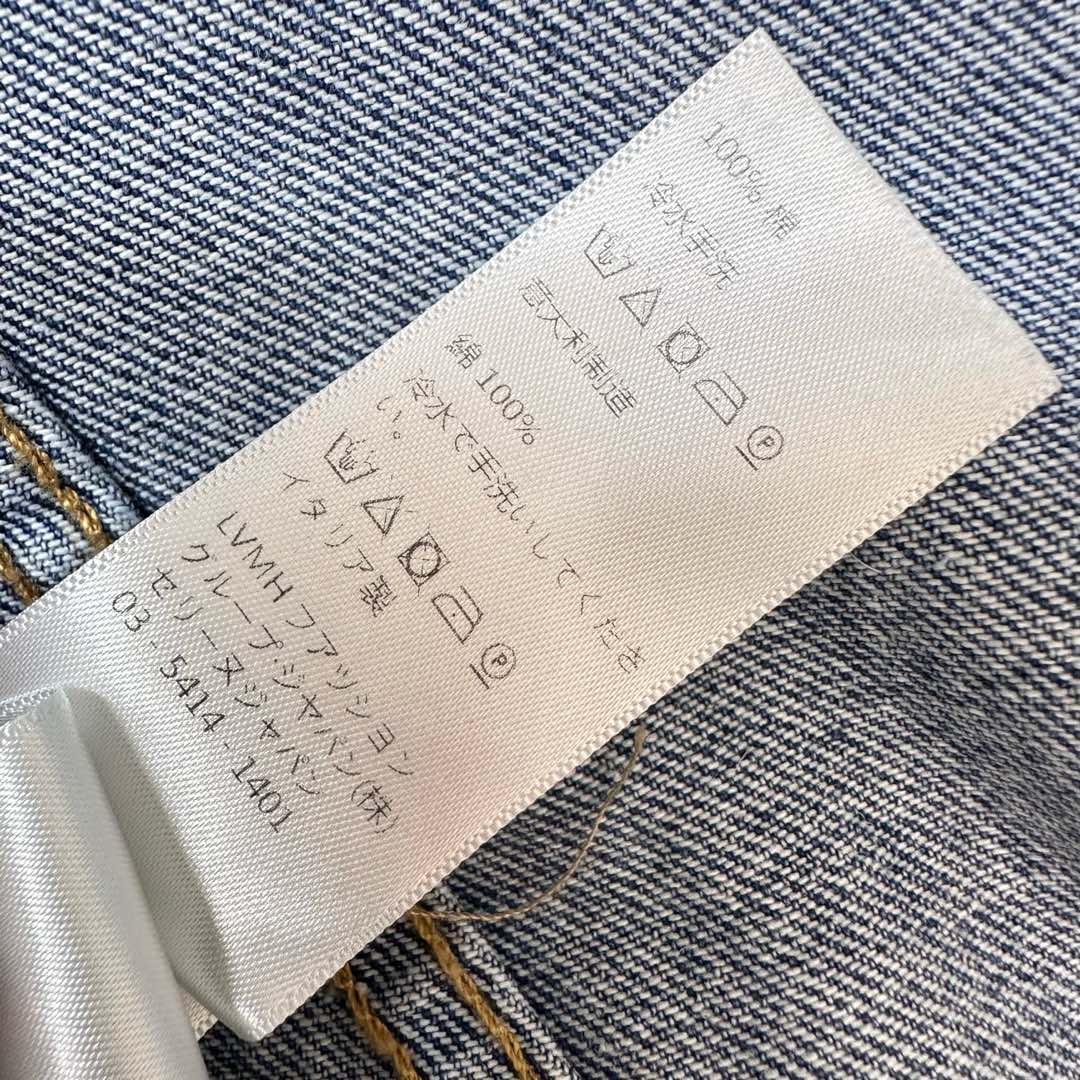 100% 棉
冷水手洗
P
意大利制造
綿 100%
冷水で手洗いしてくださ
い。
P
イタリア製
LVMH ファッション
グループ・ジャパン(株)
セリーヌジャパン
03 - 5414 - 1401